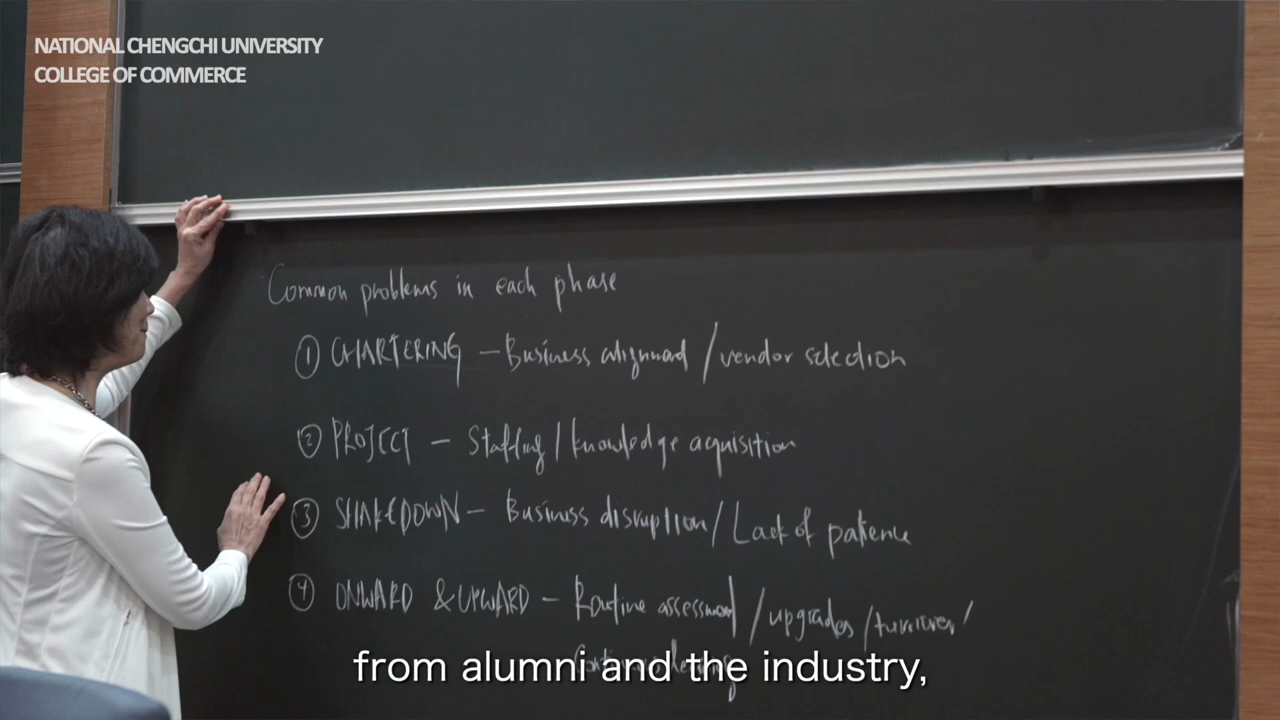 NATIONAL CHENGCHI UNIVERSITY
COLLEGE OF COMMERCE
Common problems in each phase
① CHARTERING – Business alignment / vendor selection
② PROJECT – Staffing / knowledge acquisition
③ SHAKEDOWN – Business disruption / Lack of patience
④ ONWARD & UPWARD – Routine assessment / upgrades / turnover /
from alumni and the industry,